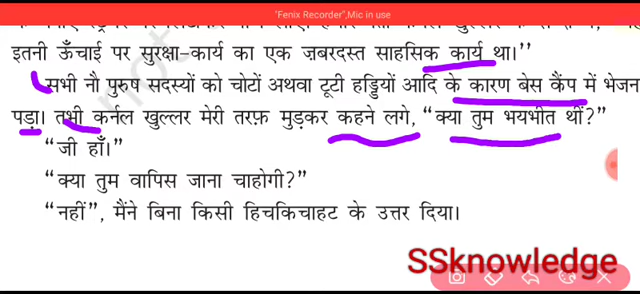 "Fenix Recorder",Mic in use
इतनी ऊँचाई पर सुरक्षा-कार्य का एक ज़बरदस्त साहसिक कार्य था।''
सभी नौ पुरुष सदस्यों को चोटों अथवा टूटी हड्डियों आदि के कारण बेस कैंप में भेजन
पड़ा। तभी कर्नल खुल्लर मेरी तरफ़ मुड़कर कहने लगे, “क्या तुम भयभीत थीं?”
“जी हाँ।”
“क्या तुम वापिस जाना चाहोगी?”
“नहीं”, मैंने बिना किसी हिचकिचाहट के उत्तर दिया।
SSknowledge